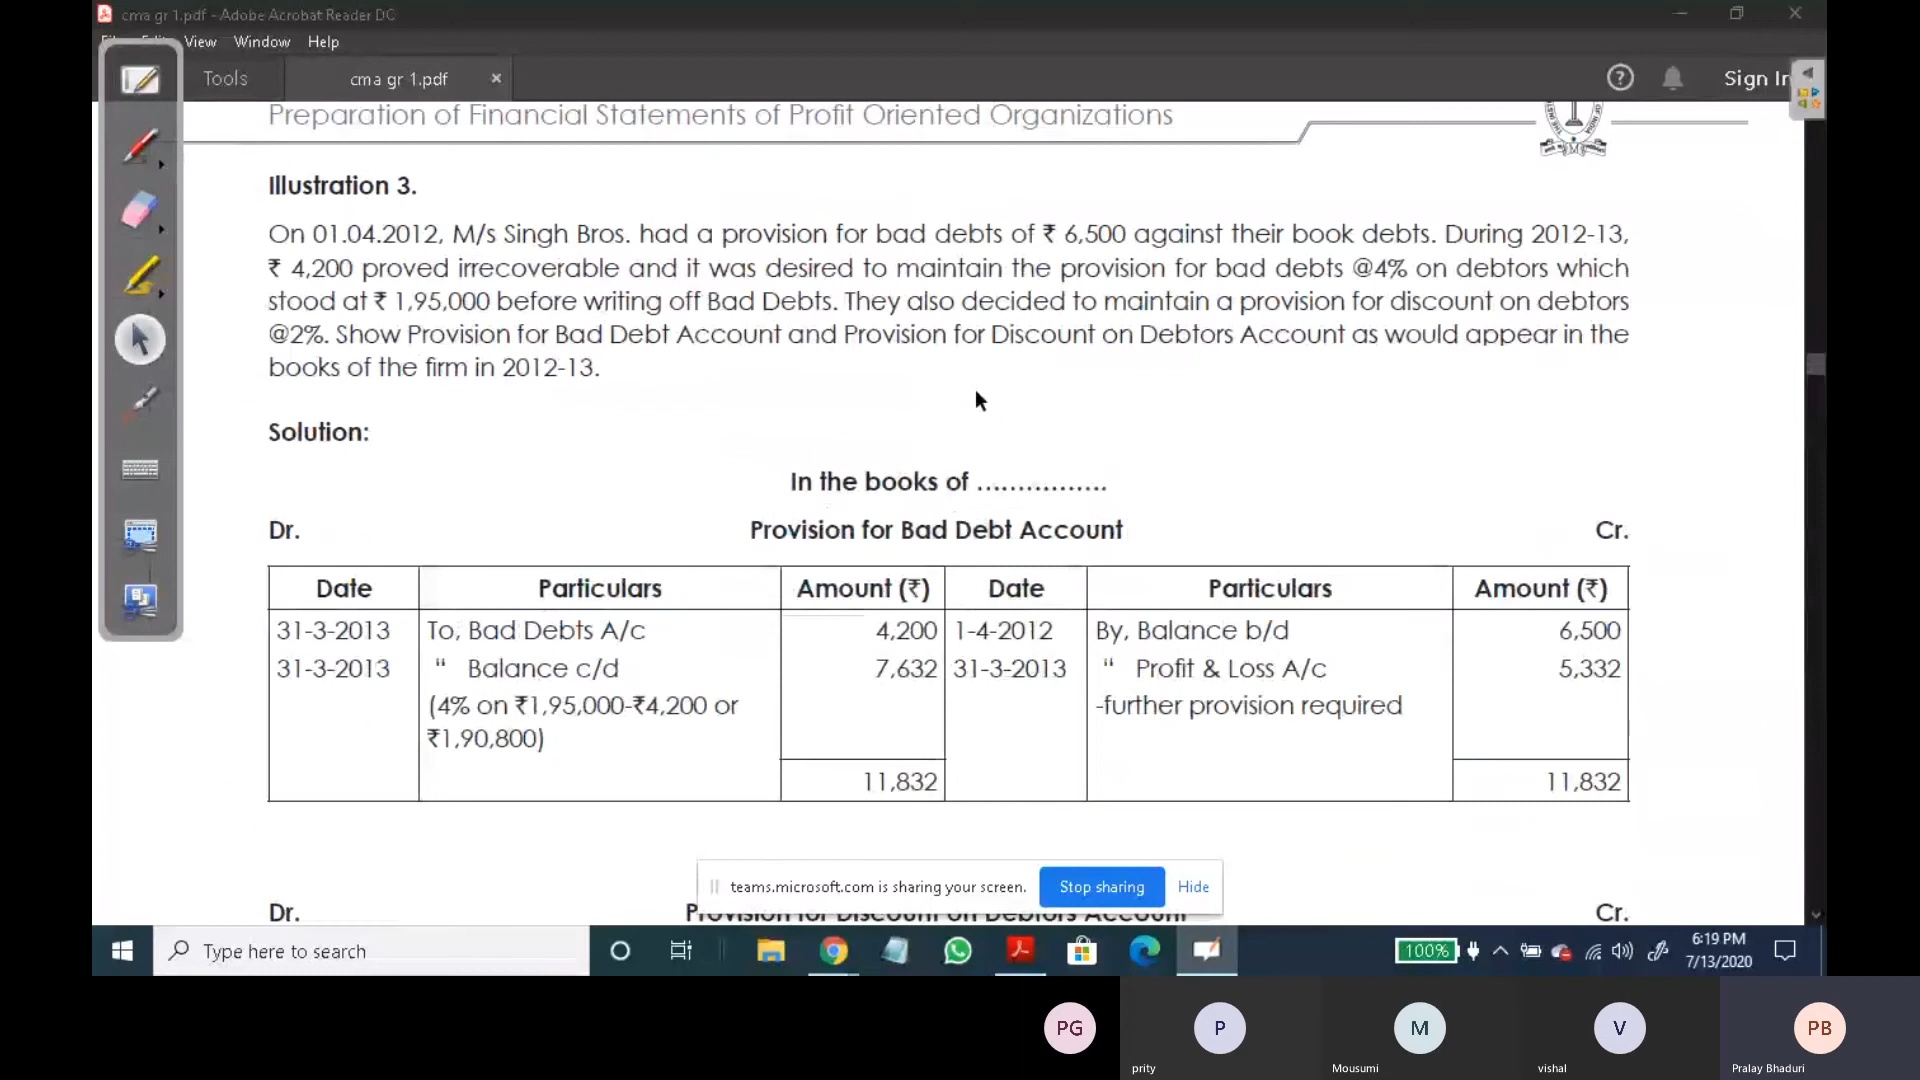 cma gr 1.pdf - Adobe Acrobat Reader DC
View Window Help
Tools cma gr 1.pdf × Sign In
Preparation of Financial Statements of Profit Oriented Organizations
Illustration 3.
On 01.04.2012, M/s Singh Bros. had a provision for bad debts of ₹ 6,500 against their book debts. During 2012-13,
₹ 4,200 proved irrecoverable and it was desired to maintain the provision for bad debts @4% on debtors which
stood at ₹ 1,95,000 before writing off Bad Debts. They also decided to maintain a provision for discount on debtors
@2%. Show Provision for Bad Debt Account and Provision for Discount on Debtors Account as would appear in the
books of the firm in 2012-13.
Solution:
In the books of ................
Dr. Provision for Bad Debt Account Cr.
Date Particulars Amount (₹) Date Particulars Amount (₹)
31-3-2013 To, Bad Debts A/c 4,200 1-4-2012 By, Balance b/d 6,500
31-3-2013 “ Balance c/d 7,632 31-3-2013 “ Profit & Loss A/c 5,332
(4% on ₹1,95,000-₹4,200 or -further provision required
₹1,90,800)
11,832 11,832
teams.microsoft.com is sharing your screen. Stop sharing Hide
Dr. Provision for Discount on Debtors Account Cr.
Type here to search
100% 6:19 PM
7/13/2020
PG P M V PB
prity Mousumi vishal Pralay Bhaduri